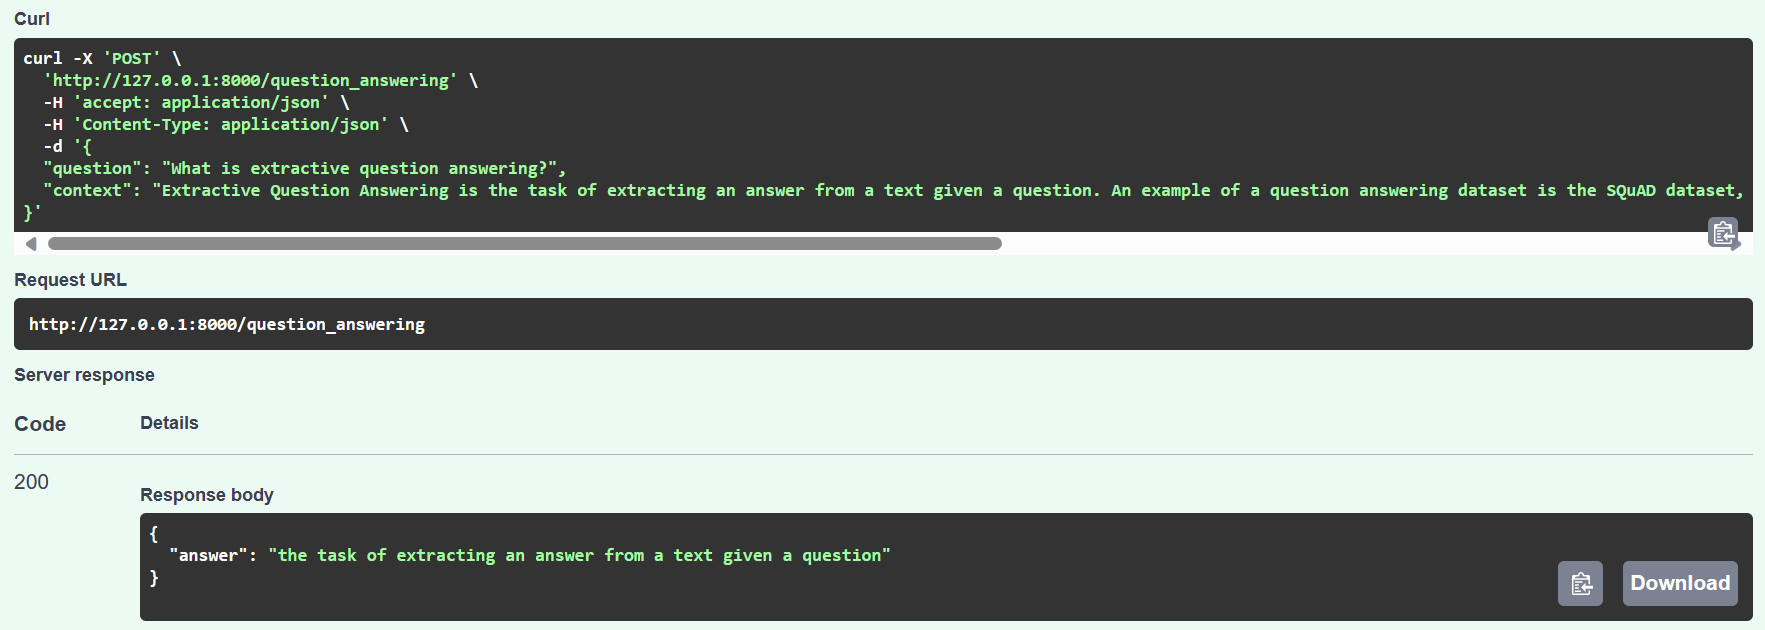 Curl
curl -X 'POST' \
  'http://127.0.0.1:8000/question_answering' \
  -H 'accept: application/json' \
  -H 'Content-Type: application/json' \
  -d '{
  "question": "What is extractive question answering?",
  "context": "Extractive Question Answering is the task of extracting an answer from a text given a question. An example of a question answering dataset is the SQuAD dataset,
}'
Request URL
http://127.0.0.1:8000/question_answering
Server response
Code Details
200
Response body
{
  "answer": "the task of extracting an answer from a text given a question"
}
Download